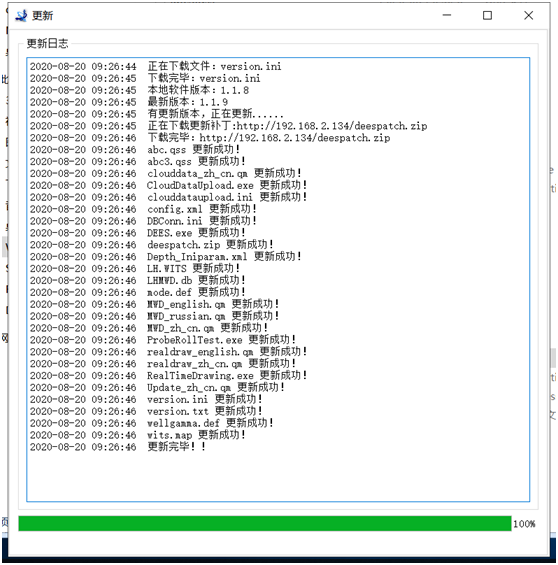 更新
更新日志
2020-08-20 09:26:44 正在下载文件：version.ini
2020-08-20 09:26:45 下载完毕：version.ini
2020-08-20 09:26:45 本地软件版本：1.1.8
2020-08-20 09:26:45 最新版本：1.1.9
2020-08-20 09:26:45 有更新版本，正在更新......
2020-08-20 09:26:45 正在下载更新补丁:http://192.168.2.134/deespatch.zip
2020-08-20 09:26:46 下载完毕：http://192.168.2.134/deespatch.zip
2020-08-20 09:26:46 abc.qss 更新成功！
2020-08-20 09:26:46 abc3.qss 更新成功！
2020-08-20 09:26:46 clouddata_zh_cn.qm 更新成功！
2020-08-20 09:26:46 CloudDataUpload.exe 更新成功！
2020-08-20 09:26:46 clouddataupload.ini 更新成功！
2020-08-20 09:26:46 config.xml 更新成功！
2020-08-20 09:26:46 DBConn.ini 更新成功！
2020-08-20 09:26:46 DEES.exe 更新成功！
2020-08-20 09:26:46 deespatch.zip 更新成功！
2020-08-20 09:26:46 Depth_Iniparam.xml 更新成功！
2020-08-20 09:26:46 LH.WITS 更新成功！
2020-08-20 09:26:46 LHMWD.db 更新成功！
2020-08-20 09:26:46 mode.def 更新成功！
2020-08-20 09:26:46 MWD_english.qm 更新成功！
2020-08-20 09:26:46 MWD_russian.qm 更新成功！
2020-08-20 09:26:46 MWD_zh_cn.qm 更新成功！
2020-08-20 09:26:46 ProbeRollTest.exe 更新成功！
2020-08-20 09:26:46 realdraw_english.qm 更新成功！
2020-08-20 09:26:46 realdraw_zh_cn.qm 更新成功！
2020-08-20 09:26:46 RealTimeDrawing.exe 更新成功！
2020-08-20 09:26:46 Update_zh_cn.qm 更新成功！
2020-08-20 09:26:46 version.ini 更新成功！
2020-08-20 09:26:46 version.txt 更新成功！
2020-08-20 09:26:46 wellgamma.def 更新成功！
2020-08-20 09:26:46 wits.map 更新成功！
2020-08-20 09:26:46 更新完毕！！
100%